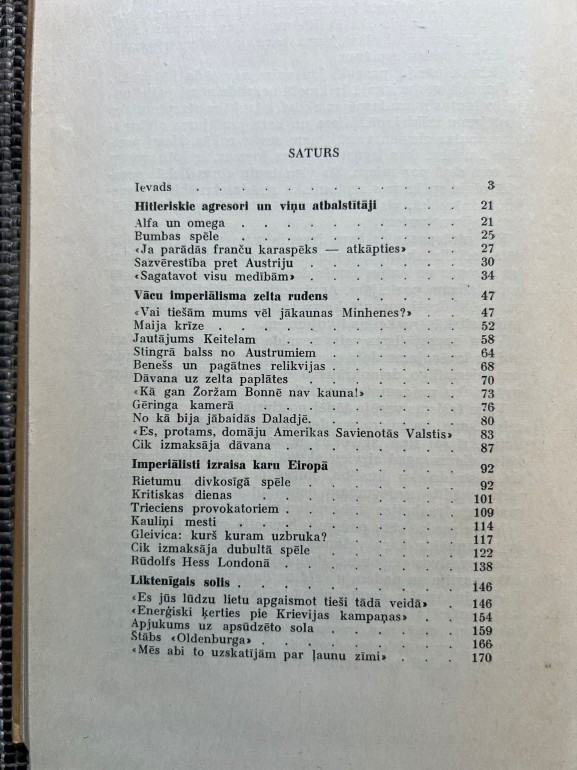 SATURS
Ievads . . . . . . . . . . . . 3
Hitleriskie agresori un viņu atbalstītāji . . . 21
Alfa un omega . . . . . . . . . . 21
Bumbas spēle . . . . . . . . . . 25
«Ja parādās franču karaspēks — atkāpties» . . 27
Sazvērestība pret Austriju . . . . . . 30
«Sagatavot visu medībām» . . . . . . 34
Vācu imperiālisma zelta rudens . . . . . 47
«Vai tiešām mums vēl jākaunas Minhenes?» . . 47
Maija krīze . . . . . . . . . . 52
Jautājums Keitelam . . . . . . . . 58
Stingrā balss no Austrumiem . . . . . 64
Benešs un pagātnes relikvijas . . . . . 68
Dāvana uz zelta paplātes . . . . . . 70
«Kā gan Žoržam Bonnē nav kauna!» . . . . 73
Gēringa kamerā . . . . . . . . 76
No kā bija jābaidās Daladjē . . . . . . 80
«Es, protams, domāju Amerikas Savienotās Valstis» 83
Cik izmaksāja dāvana . . . . . . . 87
Imperiālisti izraisa karu Eiropā . . . . . 92
Rietumu divkosīgā spēle . . . . . . 92
Kritiskas dienas . . . . . . . . . 101
Trieciens provokatoriem . . . . . . . 109
Kauliņi mesti . . . . . . . . . 114
Gleivica: kurš kuram uzbruka? . . . . . 117
Cik izmaksāja dubultā spēle . . . . . . 122
Rūdolfs Hess Londonā . . . . . . . 138
Liktenīgais solis . . . . . . . . . 146
«Es jūs lūdzu lietu apgaismot tieši tādā veidā» . 146
«Enerģiski ķerties pie Krievijas kampaņas» . . 154
Apjukums uz apsūdzēto sola . . . . . 159
Štābs «Oldenburga» . . . . . . . . 166
«Mēs abi to uzskatījām par ļaunu zīmi» . . . 170